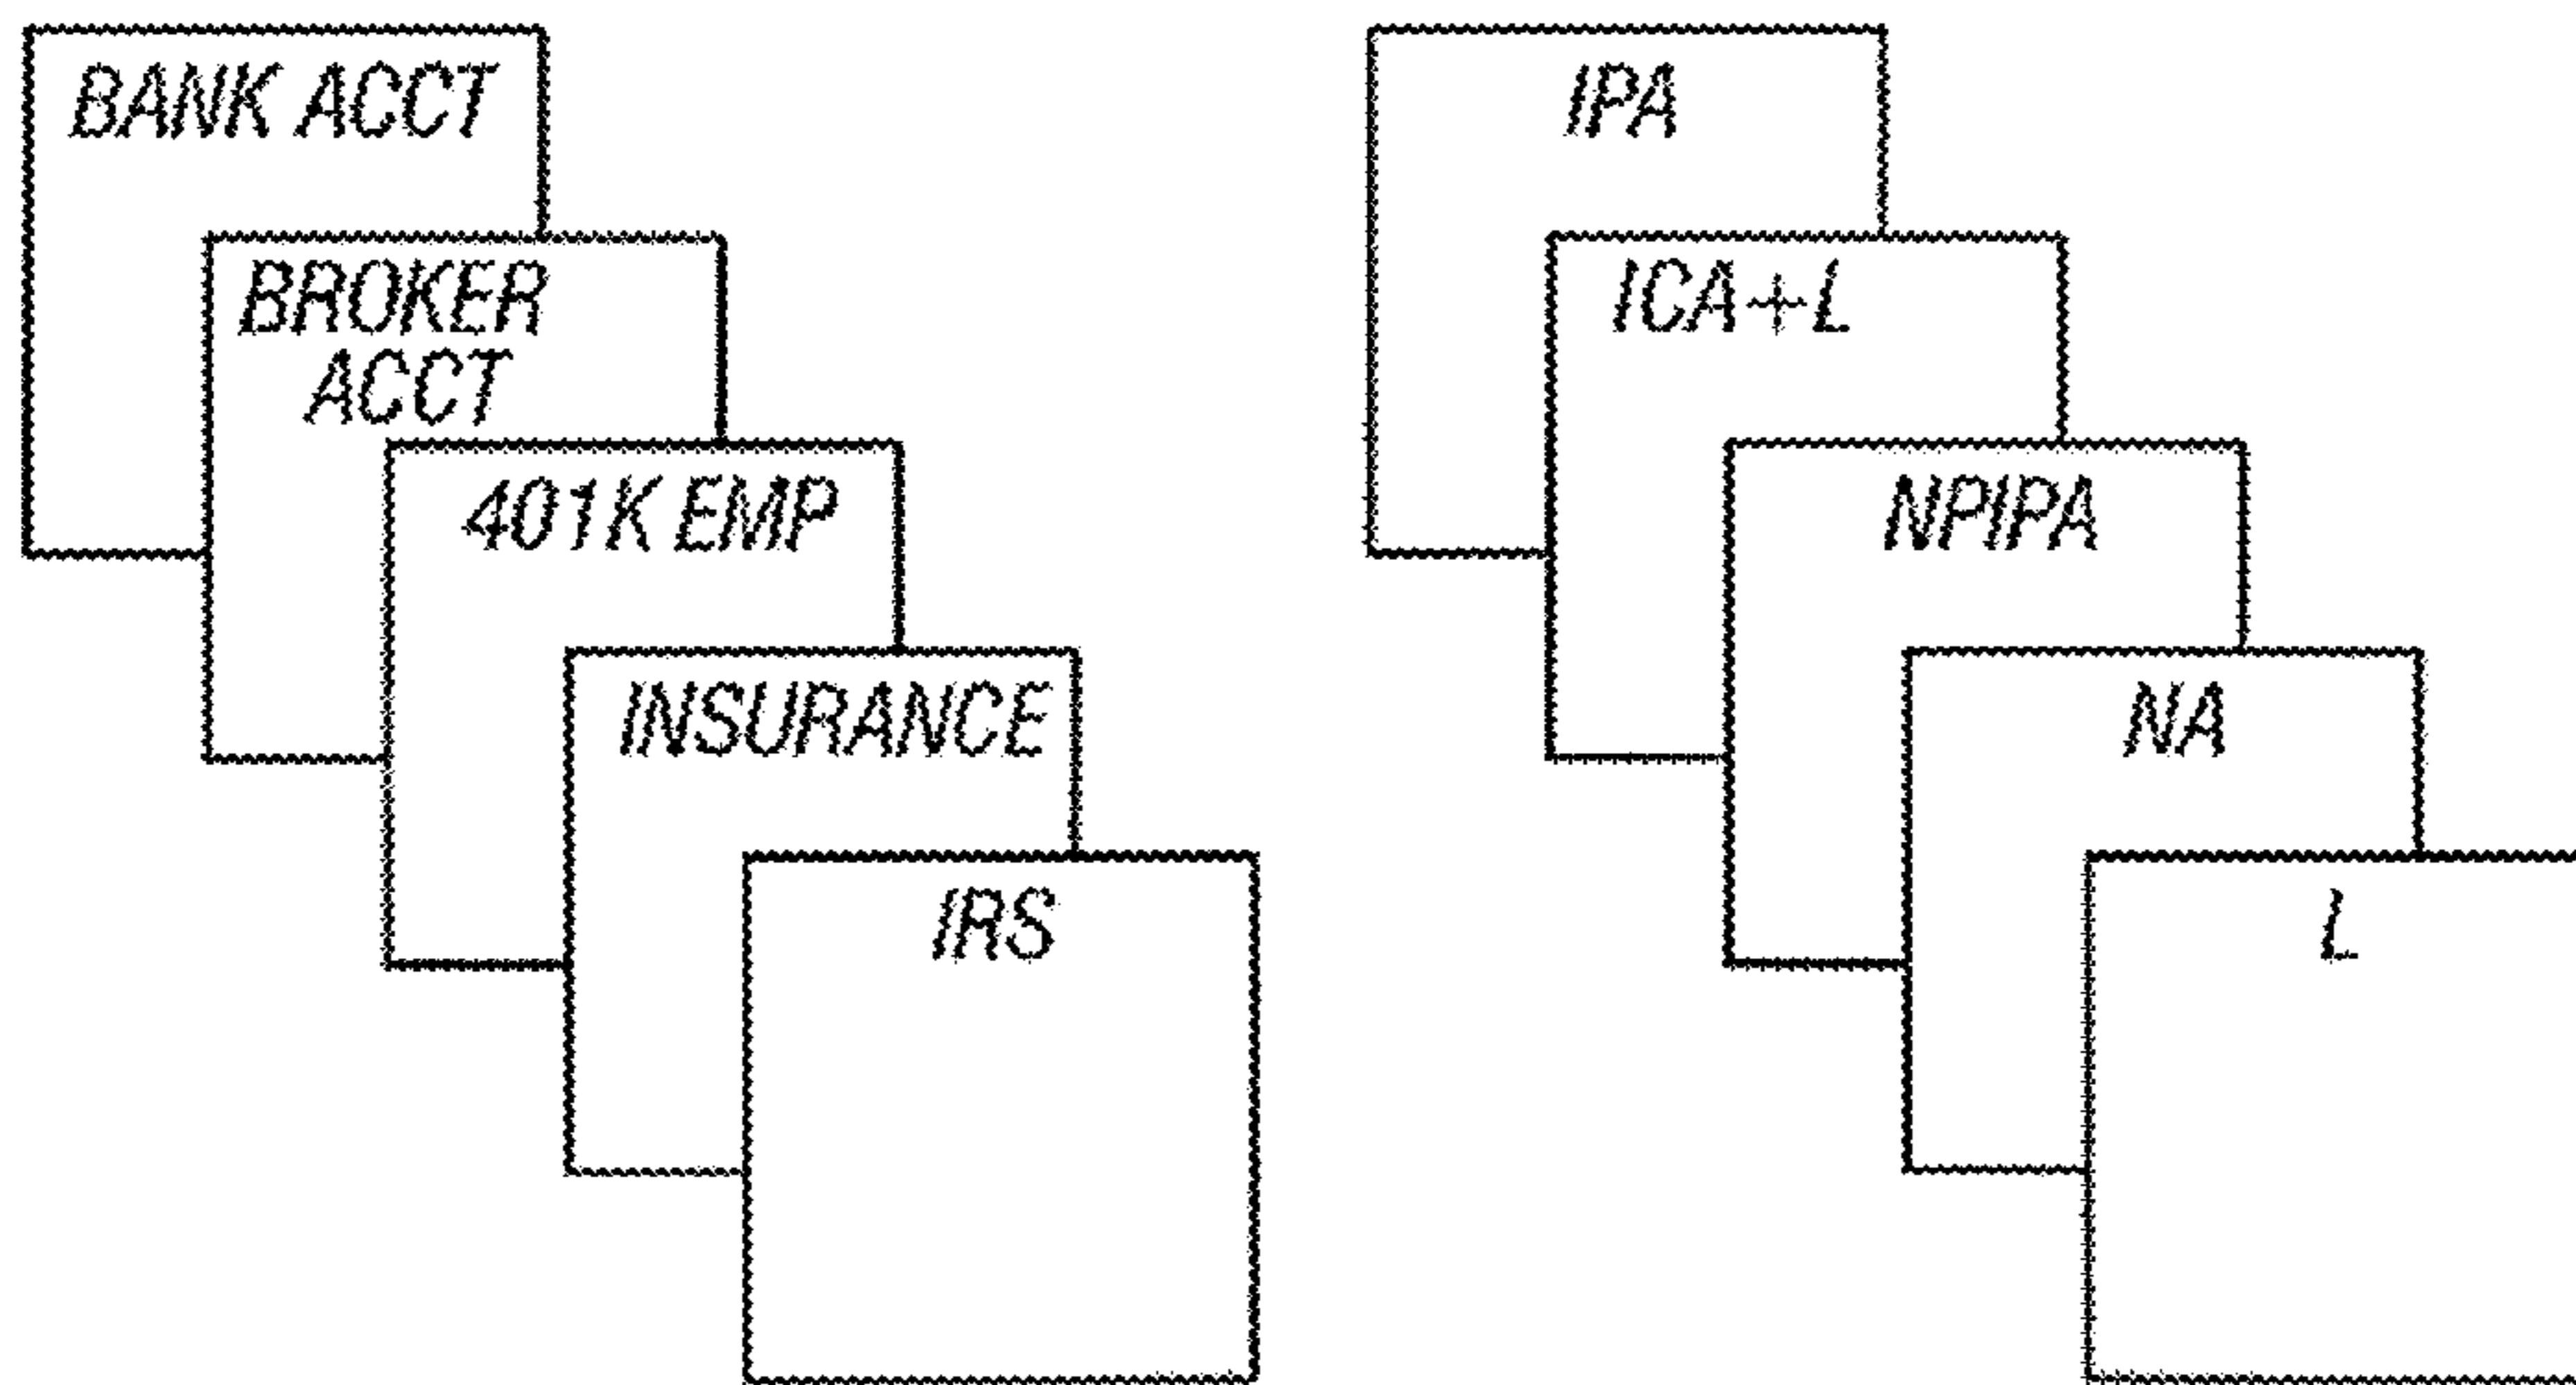 BANK ACCT
BROKER
ACCT
401K EMP
INSURANCE
IRS
IPA
ICA+L
NPIPA
NA
L